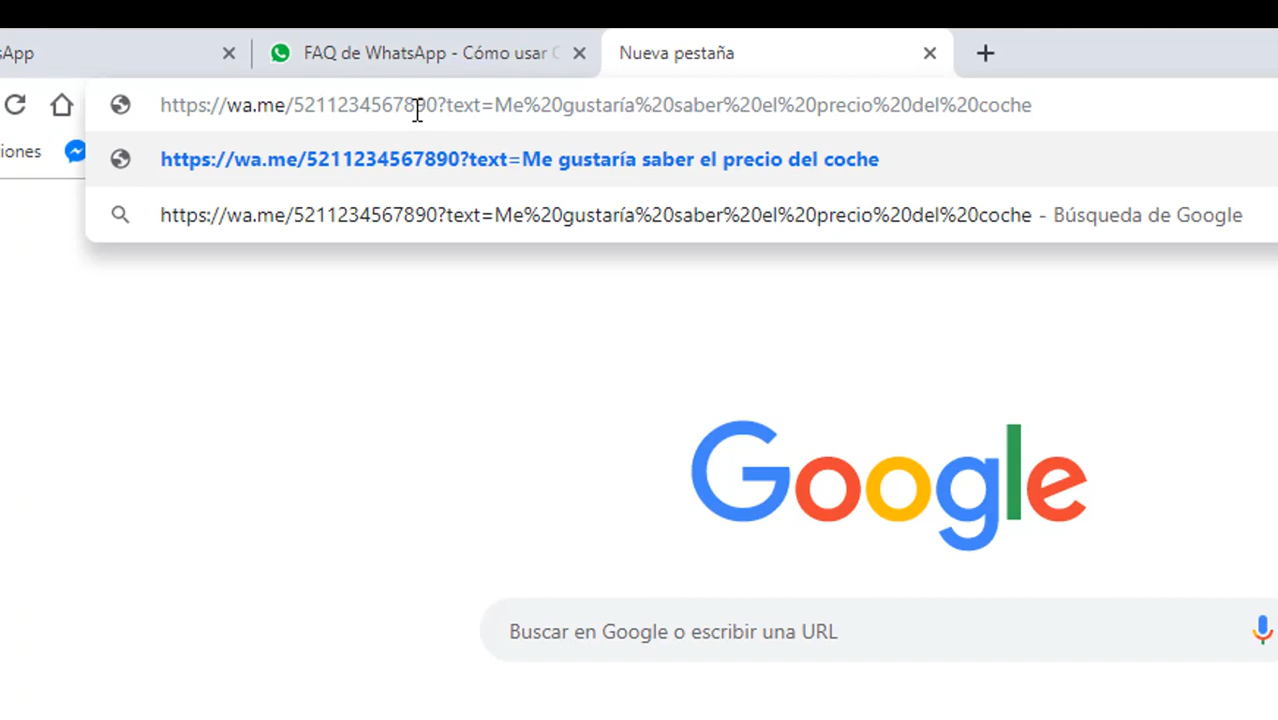 sApp
FAQ de WhatsApp - Cómo usar
Nueva pestaña
https://wa.me/5211234567890?text=Me%20gustaría%20saber%20el%20precio%20del%20coche
iones
https://wa.me/5211234567890?text=Me gustaría saber el precio del coche
https://wa.me/5211234567890?text=Me%20gustaría%20saber%20el%20precio%20del%20coche - Búsqueda de Google
Google
Buscar en Google o escribir una URL